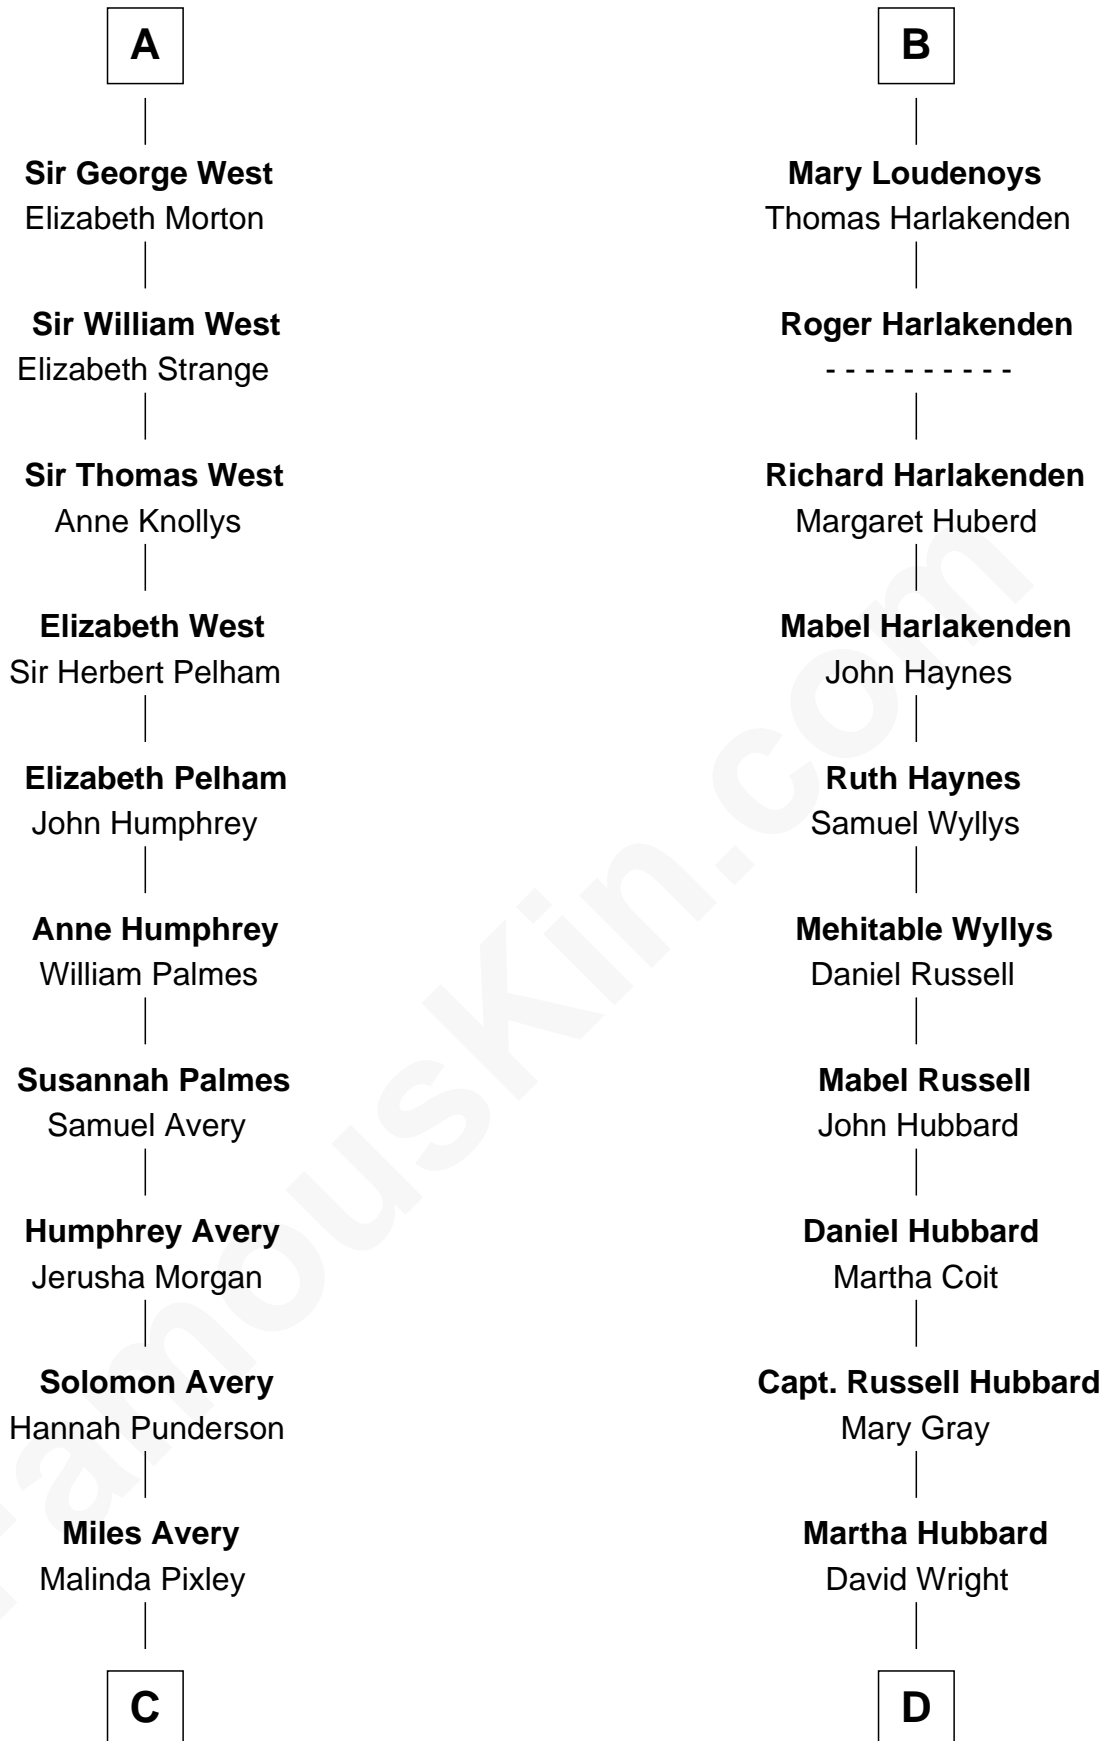 A
Sir George West
Elizabeth Morton
Sir William West
Elizabeth Strange
Sir Thomas West
Anne Knollys
Elizabeth West
Sir Herbert Pelham
Elizabeth Pelham
John Humphrey
Anne Humphrey
William Palmes
Susannah Palmes
Samuel Avery
Humphrey Avery
Jerusha Morgan
Solomon Avery
Hannah Punderson
Miles Avery
Malinda Pixley
C
B
Mary Loudenoys
Thomas Harlakenden
Roger Harlakenden
- - - - - - - - - -
Richard Harlakenden
Margaret Huberd
Mabel Harlakenden
John Haynes
Ruth Haynes
Samuel Wyllys
Mehitable Wyllys
Daniel Russell
Mabel Russell
John Hubbard
Daniel Hubbard
Martha Coit
Capt. Russell Hubbard
Mary Gray
Martha Hubbard
David Wright
D
FamousKin.com